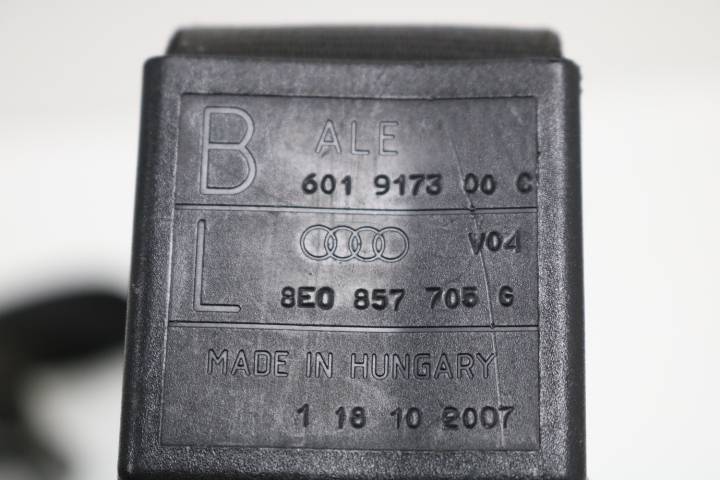 B ALE
601 9173 00 C
L V04
8E0 857 705 G
MADE IN HUNGARY
1 18 10 2007